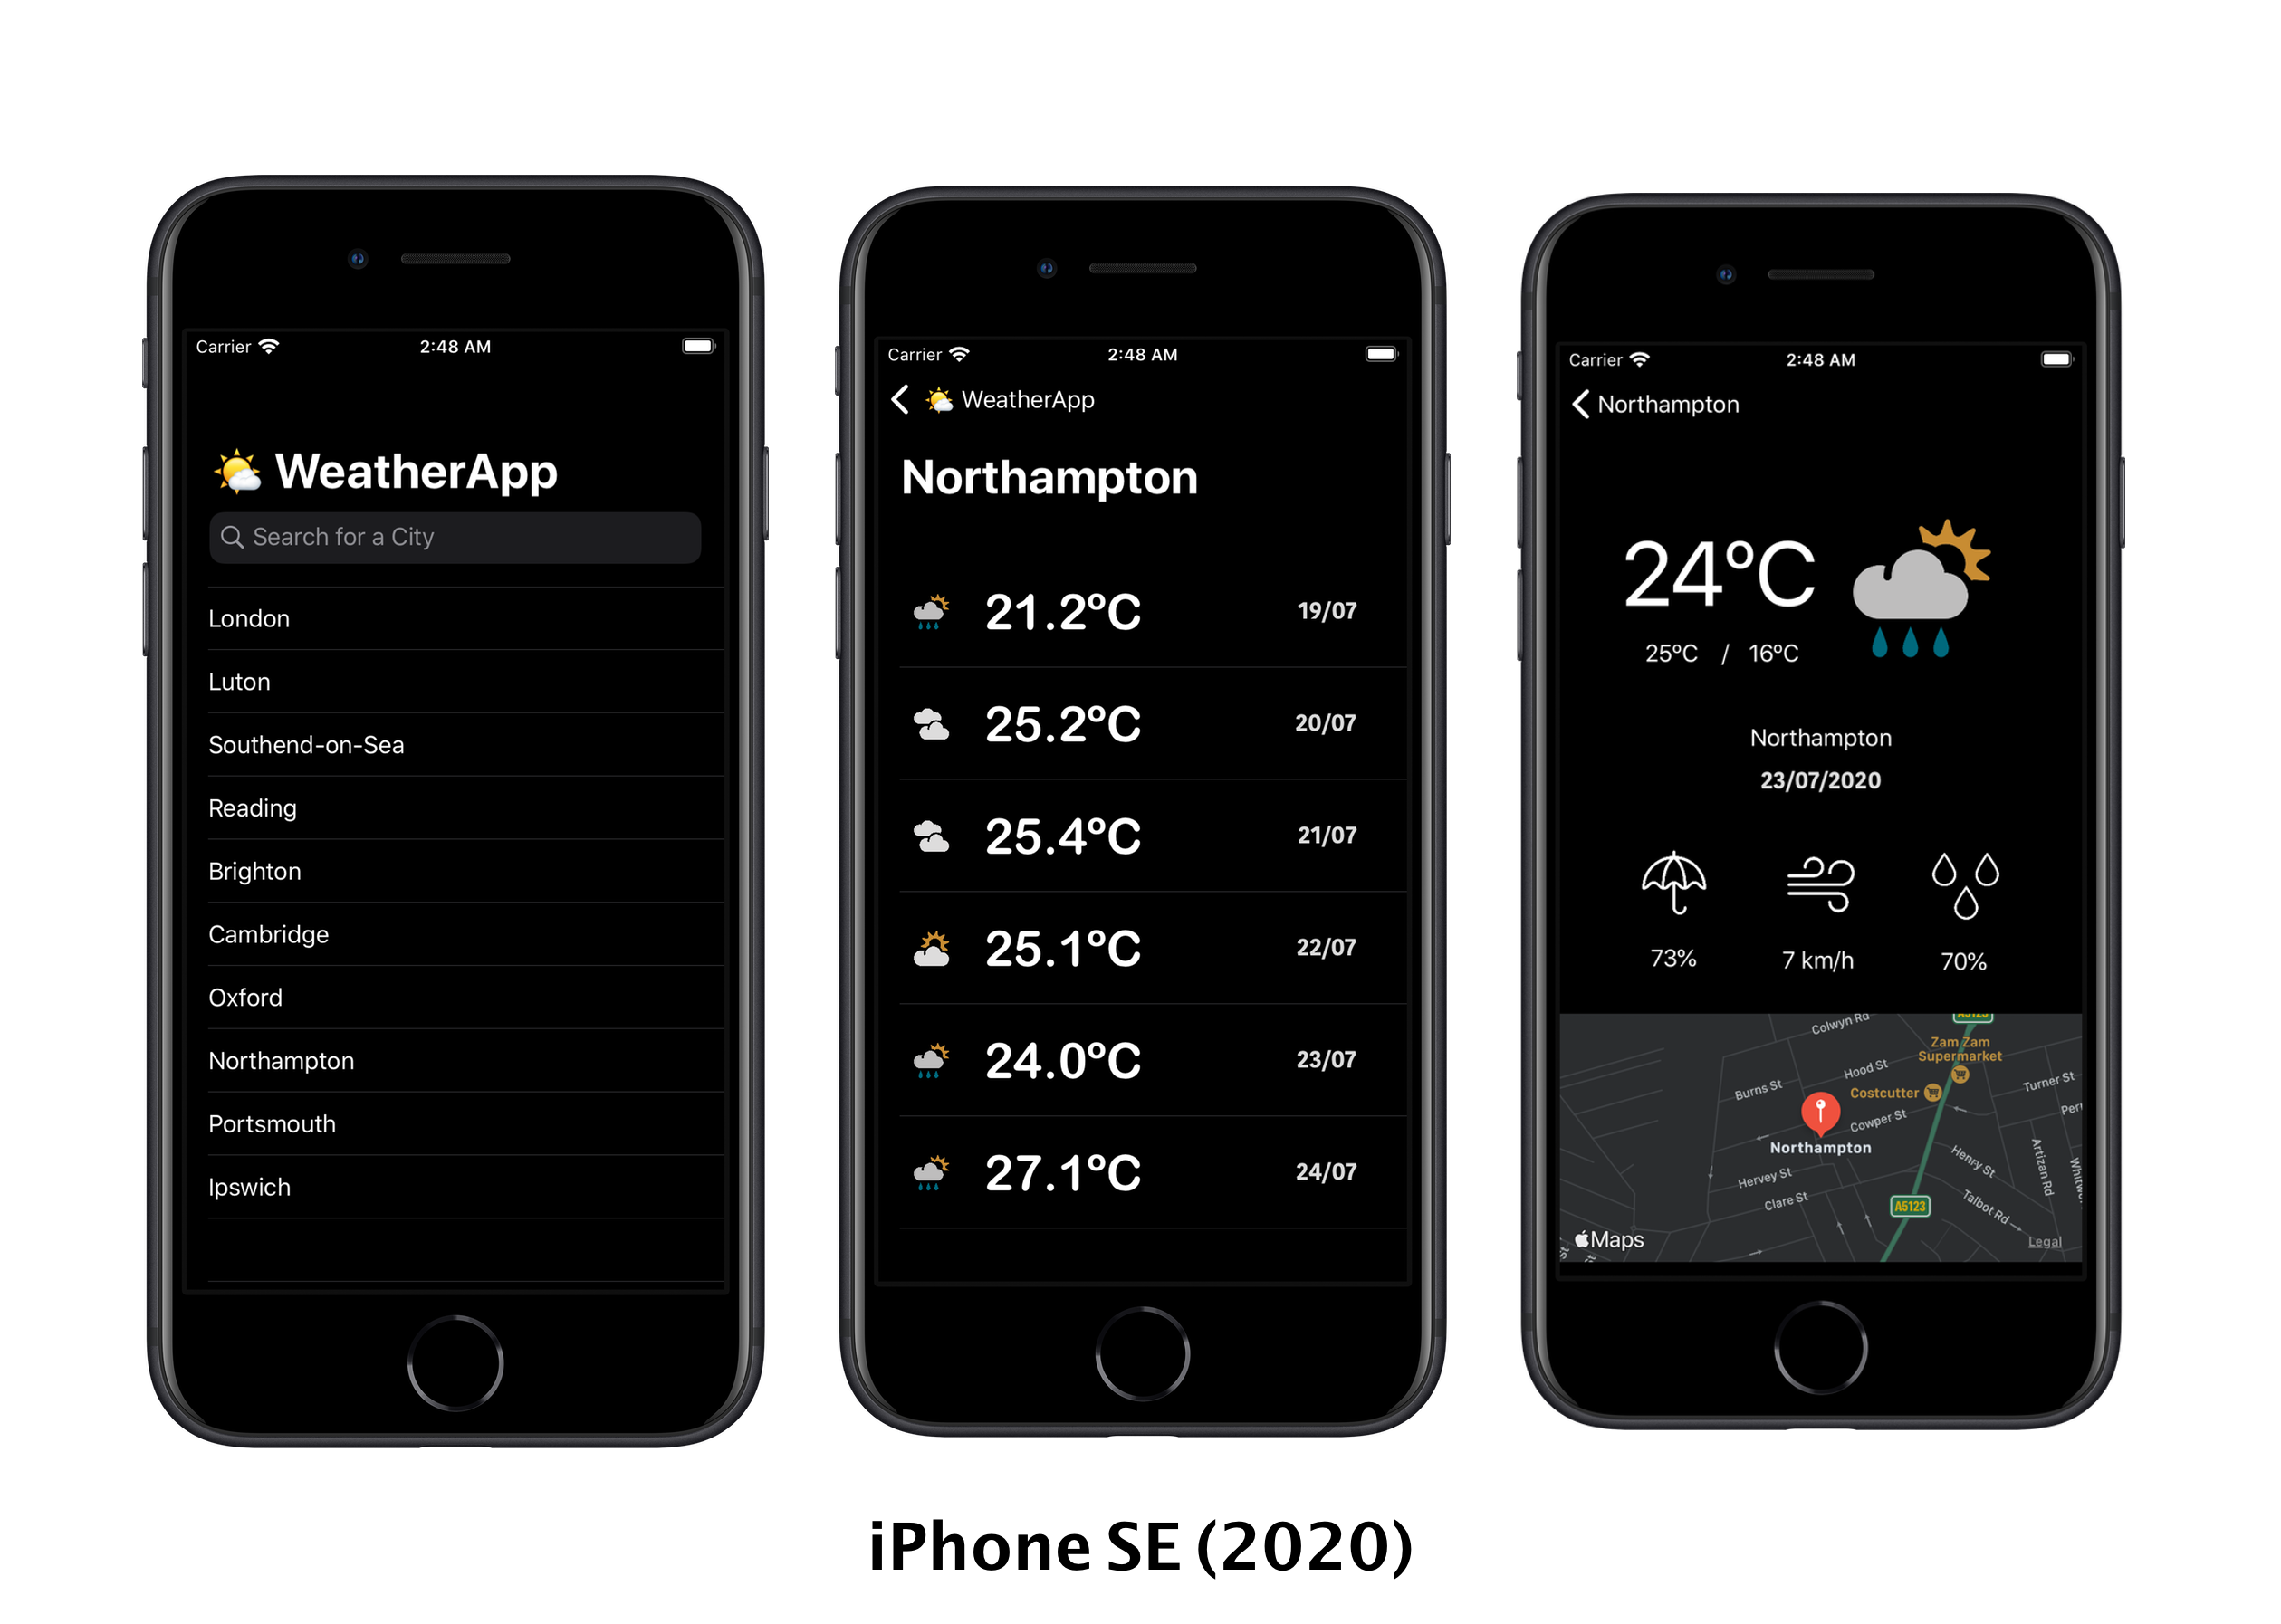 Carrier 2:48 AM
WeatherApp
Search for a City
London
Luton
Southend-on-Sea
Reading
Brighton
Cambridge
Oxford
Northampton
Portsmouth
Ipswich
Carrier 2:48 AM
WeatherApp
Northampton
21.2°C 19/07
25.2°C 20/07
25.4°C 21/07
25.1°C 22/07
24.0°C 23/07
27.1°C 24/07
Carrier 2:48 AM
Northampton
24°C
25°C / 16°C
Northampton
23/07/2020
73% 7 km/h 70%
Colwyn Rd
A5123
Zam Zam
Supermarket
Hood St
Burns St
Costcutter
Turner St
Cowper St
Northampton
Henry St
Artizan Rd
Hervey St
Clare St
Talbot Rd
A5123
Maps
Legal
iPhone SE (2020)